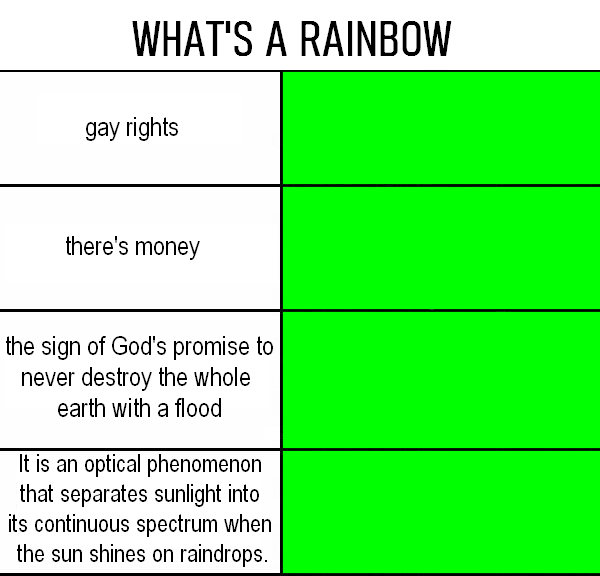 WHAT'S A RAINBOW
gay rights
there's money
the sign of God's promise to
never destroy the whole
earth with a flood
It is an optical phenomenon
that separates sunlight into
its continuous spectrum when
the sun shines on raindrops.